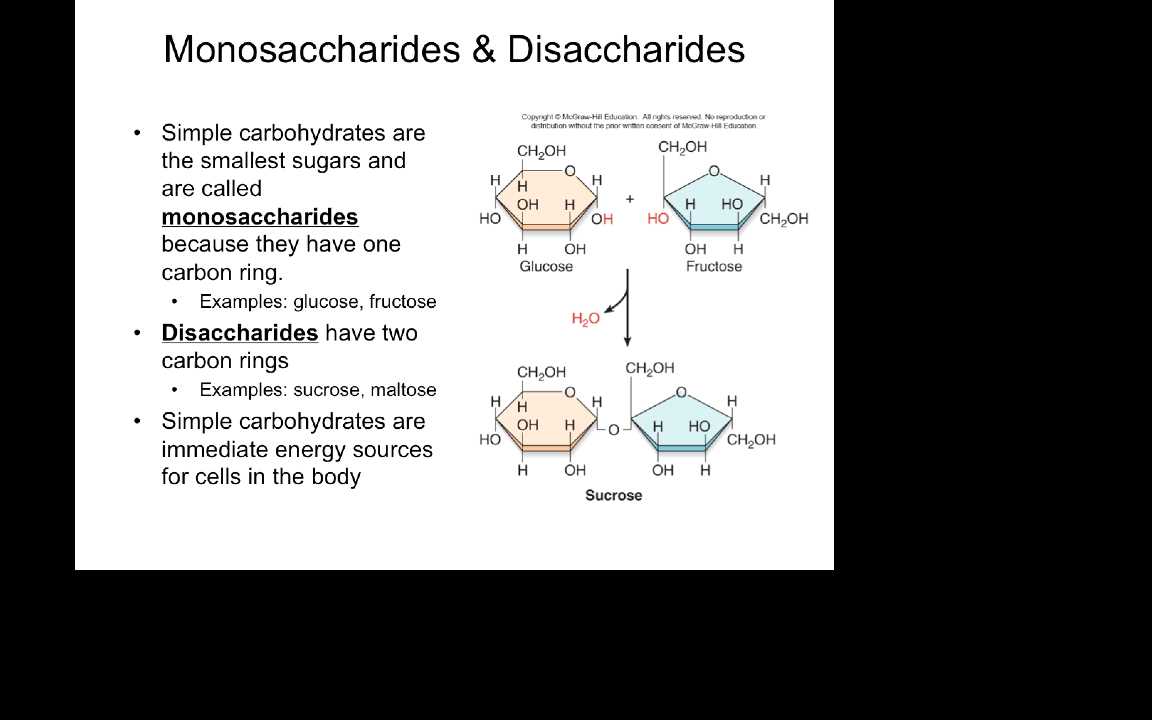 Monosaccharides & Disaccharides
• Simple carbohydrates are
the smallest sugars and
are called
monosaccharides
because they have one
carbon ring.
• Examples: glucose, fructose
• Disaccharides have two
carbon rings
• Examples: sucrose, maltose
• Simple carbohydrates are
immediate energy sources
for cells in the body
Copyright © McGraw-Hill Education. All rights reserved. No reproduction or
distribution without the prior written consent of McGraw-Hill Education
CH₂OH
O
H
H
H
OH
H
HO
OH
H
OH
Glucose
+
CH₂OH
O
H
H
HO
HO
CH₂OH
OH
H
Fructose
H₂O
CH₂OH
O
H
H
H
OH
H
HO
H
OH
O
CH₂OH
O
H
H
HO
CH₂OH
OH
H
Sucrose